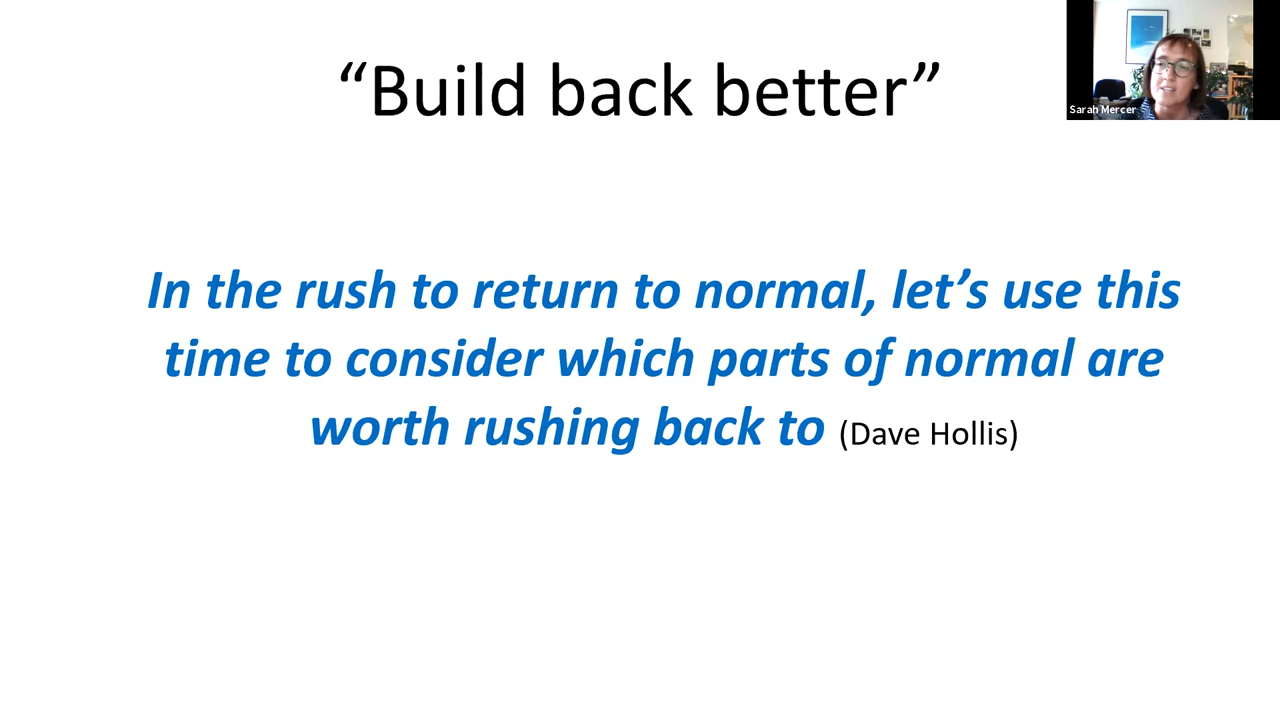 “Build back better”
Sarah Mercer
In the rush to return to normal, let’s use this
time to consider which parts of normal are
worth rushing back to (Dave Hollis)